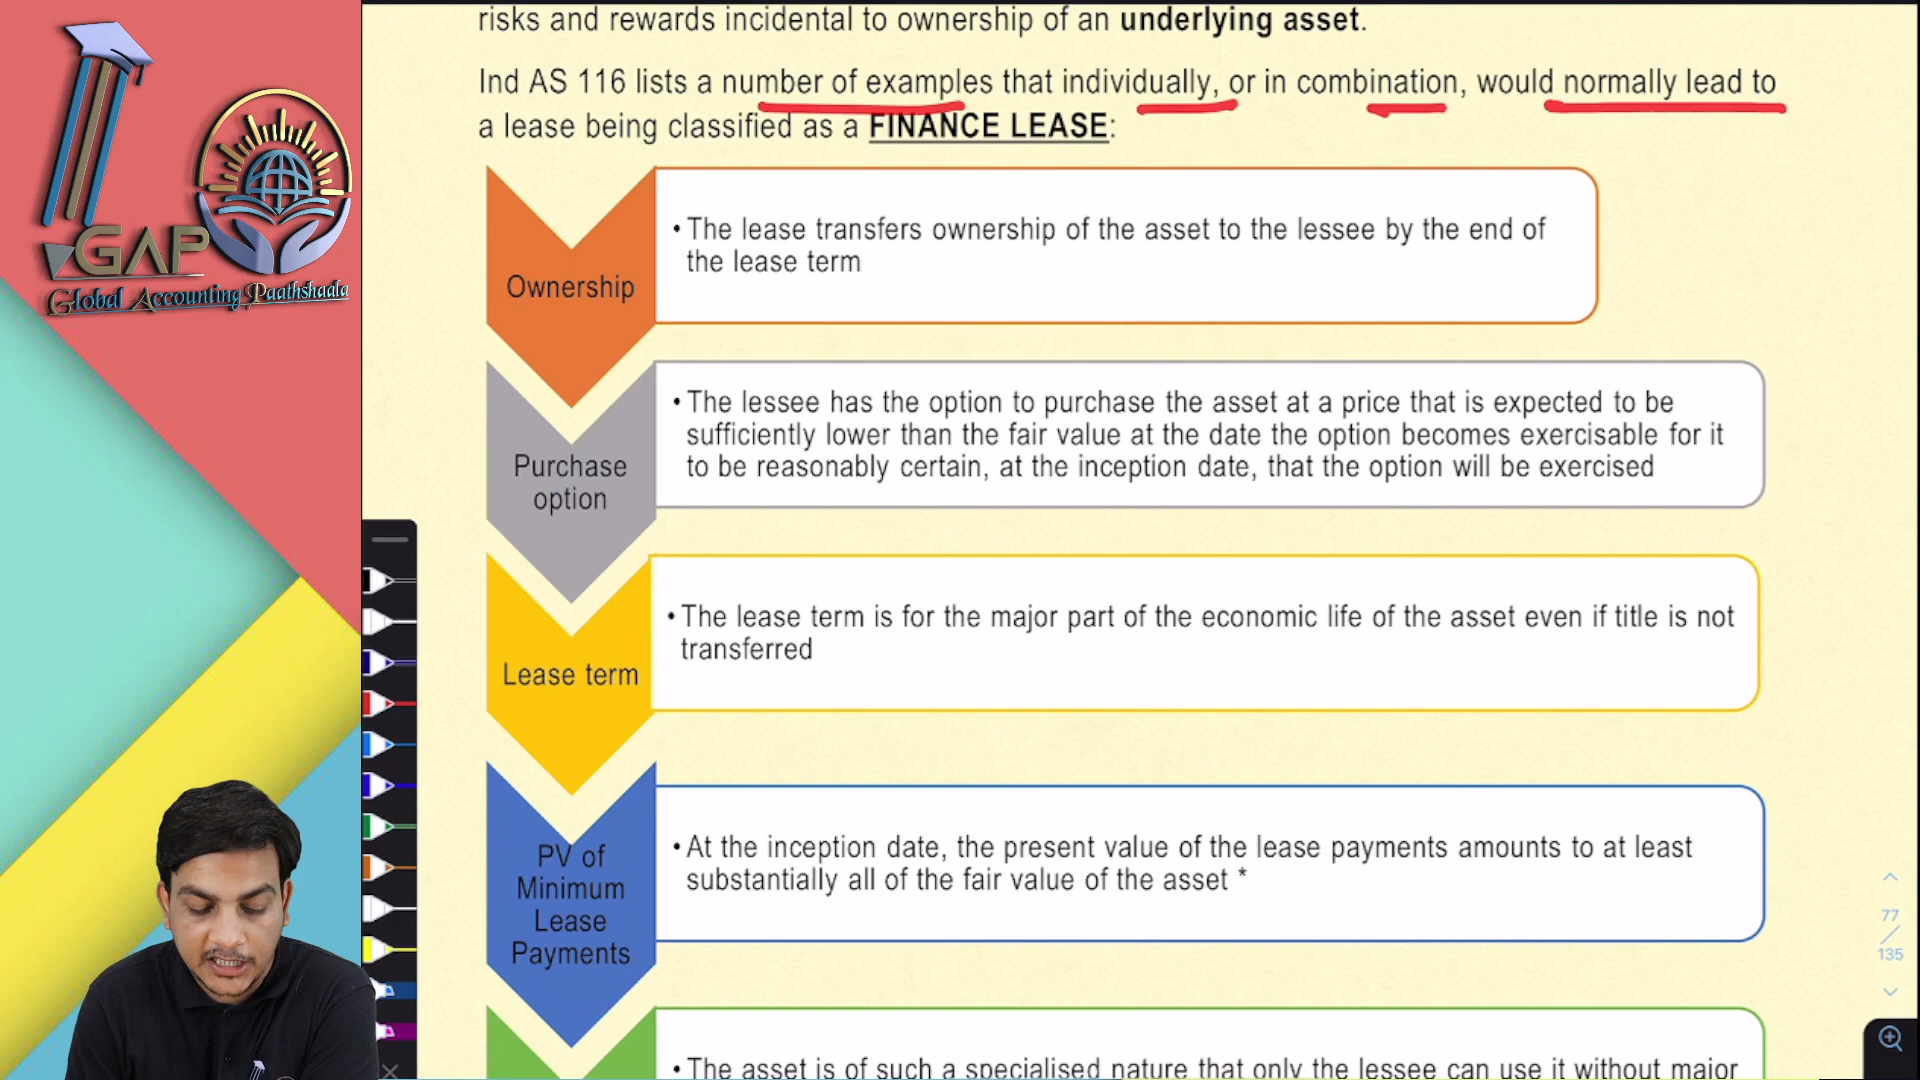 risks and rewards incidental to ownership of an underlying asset.
Ind AS 116 lists a number of examples that individually, or in combination, would normally lead to
a lease being classified as a FINANCE LEASE:
GAP
Global Accounting Paathshaala
Ownership
•The lease transfers ownership of the asset to the lessee by the end of
the lease term
Purchase
option
•The lessee has the option to purchase the asset at a price that is expected to be
sufficiently lower than the fair value at the date the option becomes exercisable for it
to be reasonably certain, at the inception date, that the option will be exercised
Lease term
•The lease term is for the major part of the economic life of the asset even if title is not
transferred
PV of
Minimum
Lease
Payments
•At the inception date, the present value of the lease payments amounts to at least
substantially all of the fair value of the asset *
•The asset is of such a specialised nature that only the lessee can use it without major
77
/
135